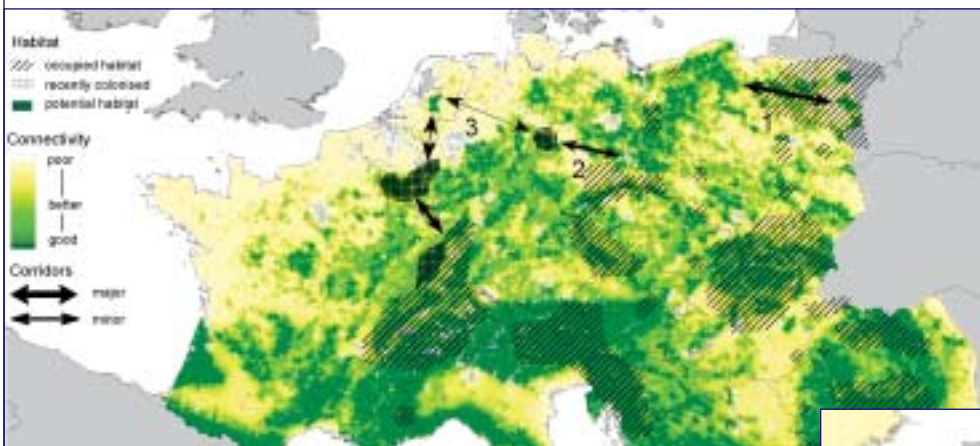 Habitat
occupied habitat
recently colonised
potential habitat
Connectivity
poor
better
good
Corridors
major
minor
1
2
3